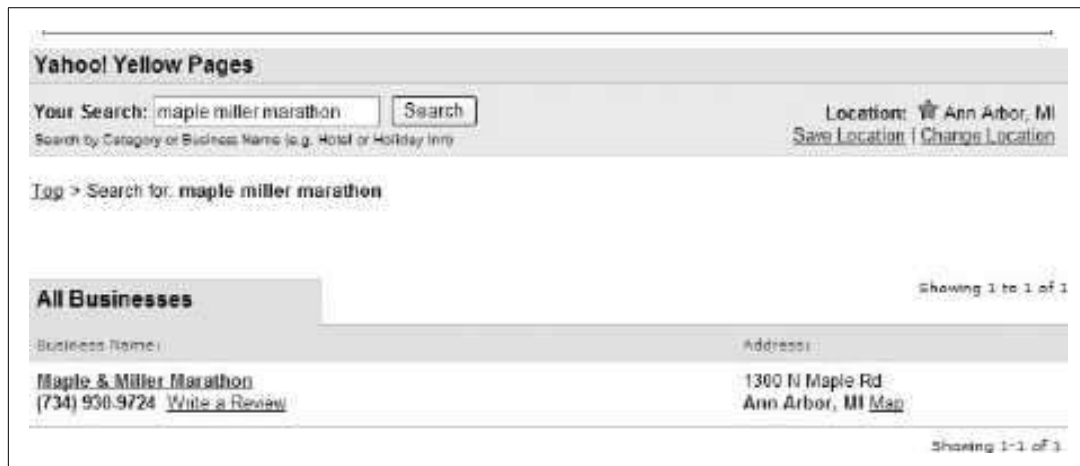 Yahoo! Yellow Pages
Your Search: maple miller marathon Search
Location: Ann Arbor, MI
Search by Category or Business Name (e.g. Hotel or Holiday Inn)
Save Location | Change Location
Top > Search for: maple miller marathon
All Businesses
Showing 1 to 1 of 1
Business Name:
Address:
Maple & Miller Marathon
1300 N Maple Rd
(734) 930-9724 Write a Review
Ann Arbor, MI Map
Showing 1-1 of 1